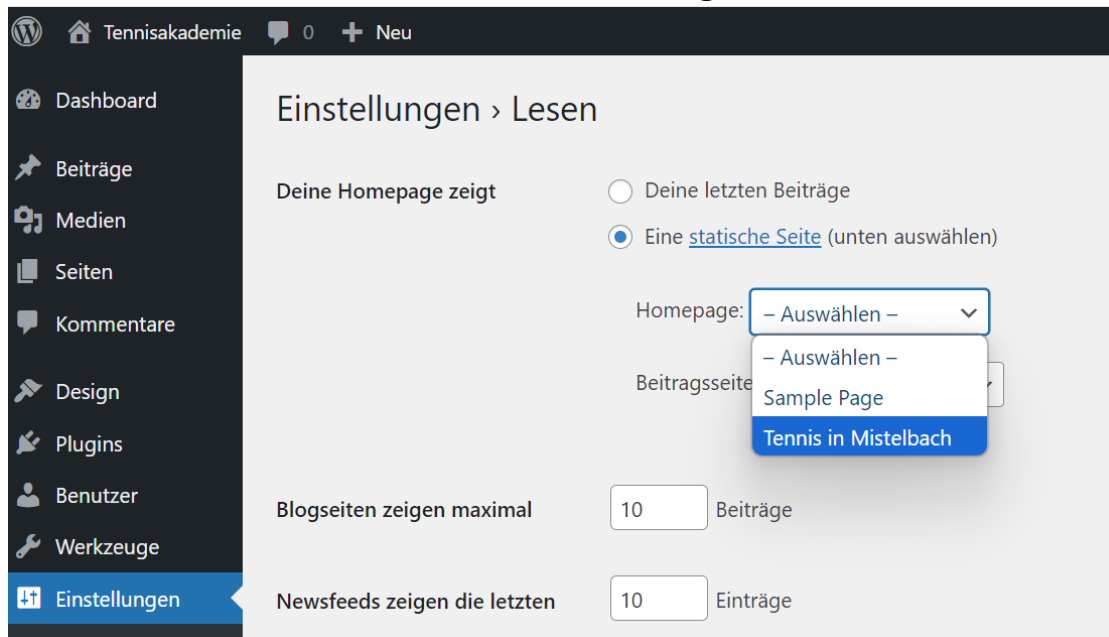 Tennisakademie 0 + Neu
Dashboard
Einstellungen › Lesen
Beiträge
Medien
Seiten
Kommentare
Design
Plugins
Benutzer
Werkzeuge
Einstellungen
Deine Homepage zeigt
Deine letzten Beiträge
Eine statische Seite (unten auswählen)
Homepage: – Auswählen –
– Auswählen –
Sample Page
Tennis in Mistelbach
Beitragsseite
Blogseiten zeigen maximal 10 Beiträge
Newsfeeds zeigen die letzten 10 Einträge